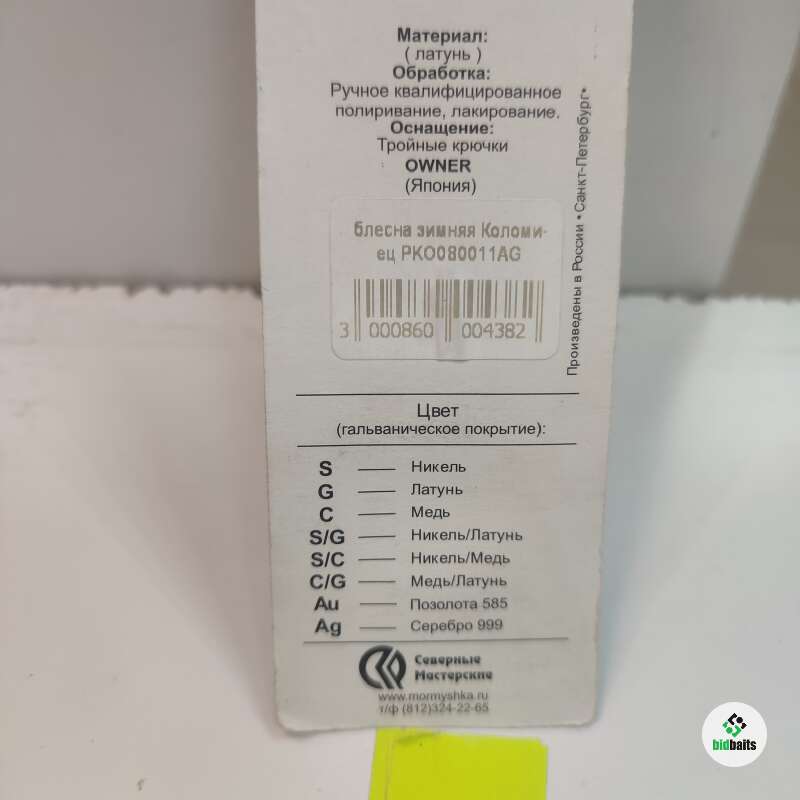 Материал:
( латунь )
Обработка:
Ручное квалифицированное
полиривание, лакирование.
Оснащение:
Тройные крючки
OWNER
(Япония)
Произведены в России • Санкт-Петербург•
блесна зимняя Коломи-
ец PKO080011AG
3 000860 004382
Цвет
(гальваническое покрытие):
S — Никель
G — Латунь
C — Медь
S/G — Никель/Латунь
S/C — Никель/Медь
C/G — Медь/Латунь
Au — Позолота 585
Ag — Серебро 999
Северные
Мастерские
www.mormyshka.ru
т/ф (812)324-22-65
bidbaits